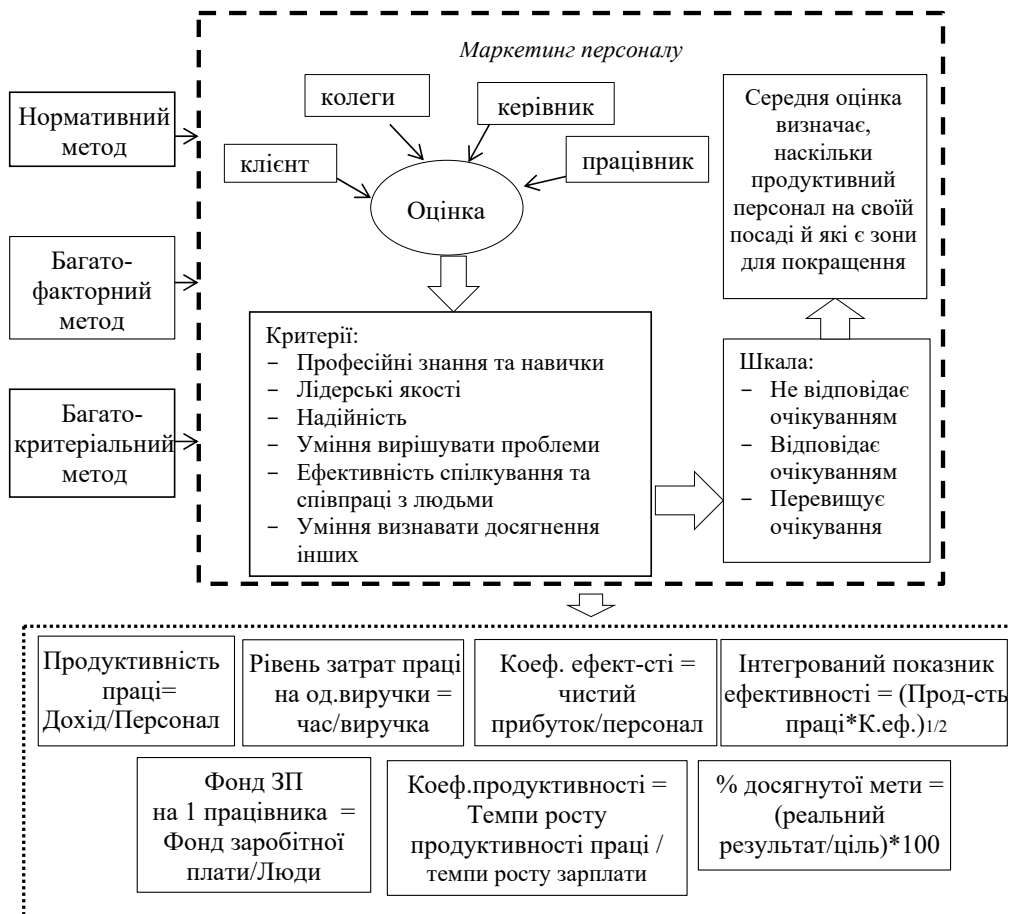 Маркетинг персоналу
Нормативний
метод
Багато-
факторний
метод
Багато-
критеріальний
метод
колеги
керівник
клієнт
працівник
Оцінка
Критерії:
- Професійні знання та навички
- Лідерські якості
- Надійність
- Уміння вирішувати проблеми
- Ефективність спілкування та
співпраці з людьми
- Уміння визнавати досягнення
інших
Шкала:
- Не відповідає
очікуванням
- Відповідає
очікуванням
- Перевищує
очікування
Середня оцінка
визначає,
наскільки
продуктивний
персонал на своїй
посаді й які є зони
для покращення
Продуктивність
праці=
Дохід/Персонал
Рівень затрат праці
на од.виручки =
час/виручка
Коеф. ефект-сті =
чистий
прибуток/персонал
Інтегрований показник
ефективності = (Прод-сть
праці*К.еф.)1/2
Фонд ЗП
на 1 працівника =
Фонд заробітної
плати/Люди
Коеф.продуктивності =
Темпи росту
продуктивності праці /
темпи росту зарплати
% досягнутої мети =
(реальний
результат/ціль)*100